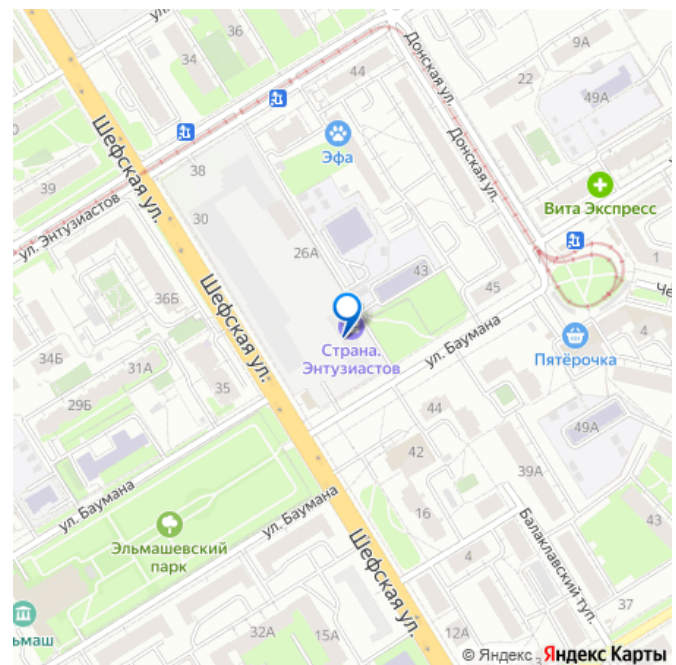 36
9А
34
44
Донская ул.
22
49А
Шефская ул.
Эфа
Донская ул.
38
39
Вита Экспресс
30
ул. Энтузиастов
26А
43
1
36Б
Шефская ул.
45
4
Страна.
Энтузиастов
ул. Баумана
Пятёрочка
34Б
31А
35
29Б
44
49А
42
39А
ул. Баумана
16
43
ул. Баумана
Эльмашевский
парк
Шефская ул.
4
Балаклавский туп.
37
32А
15А
12А
© Яндекс
Яндекс Карты